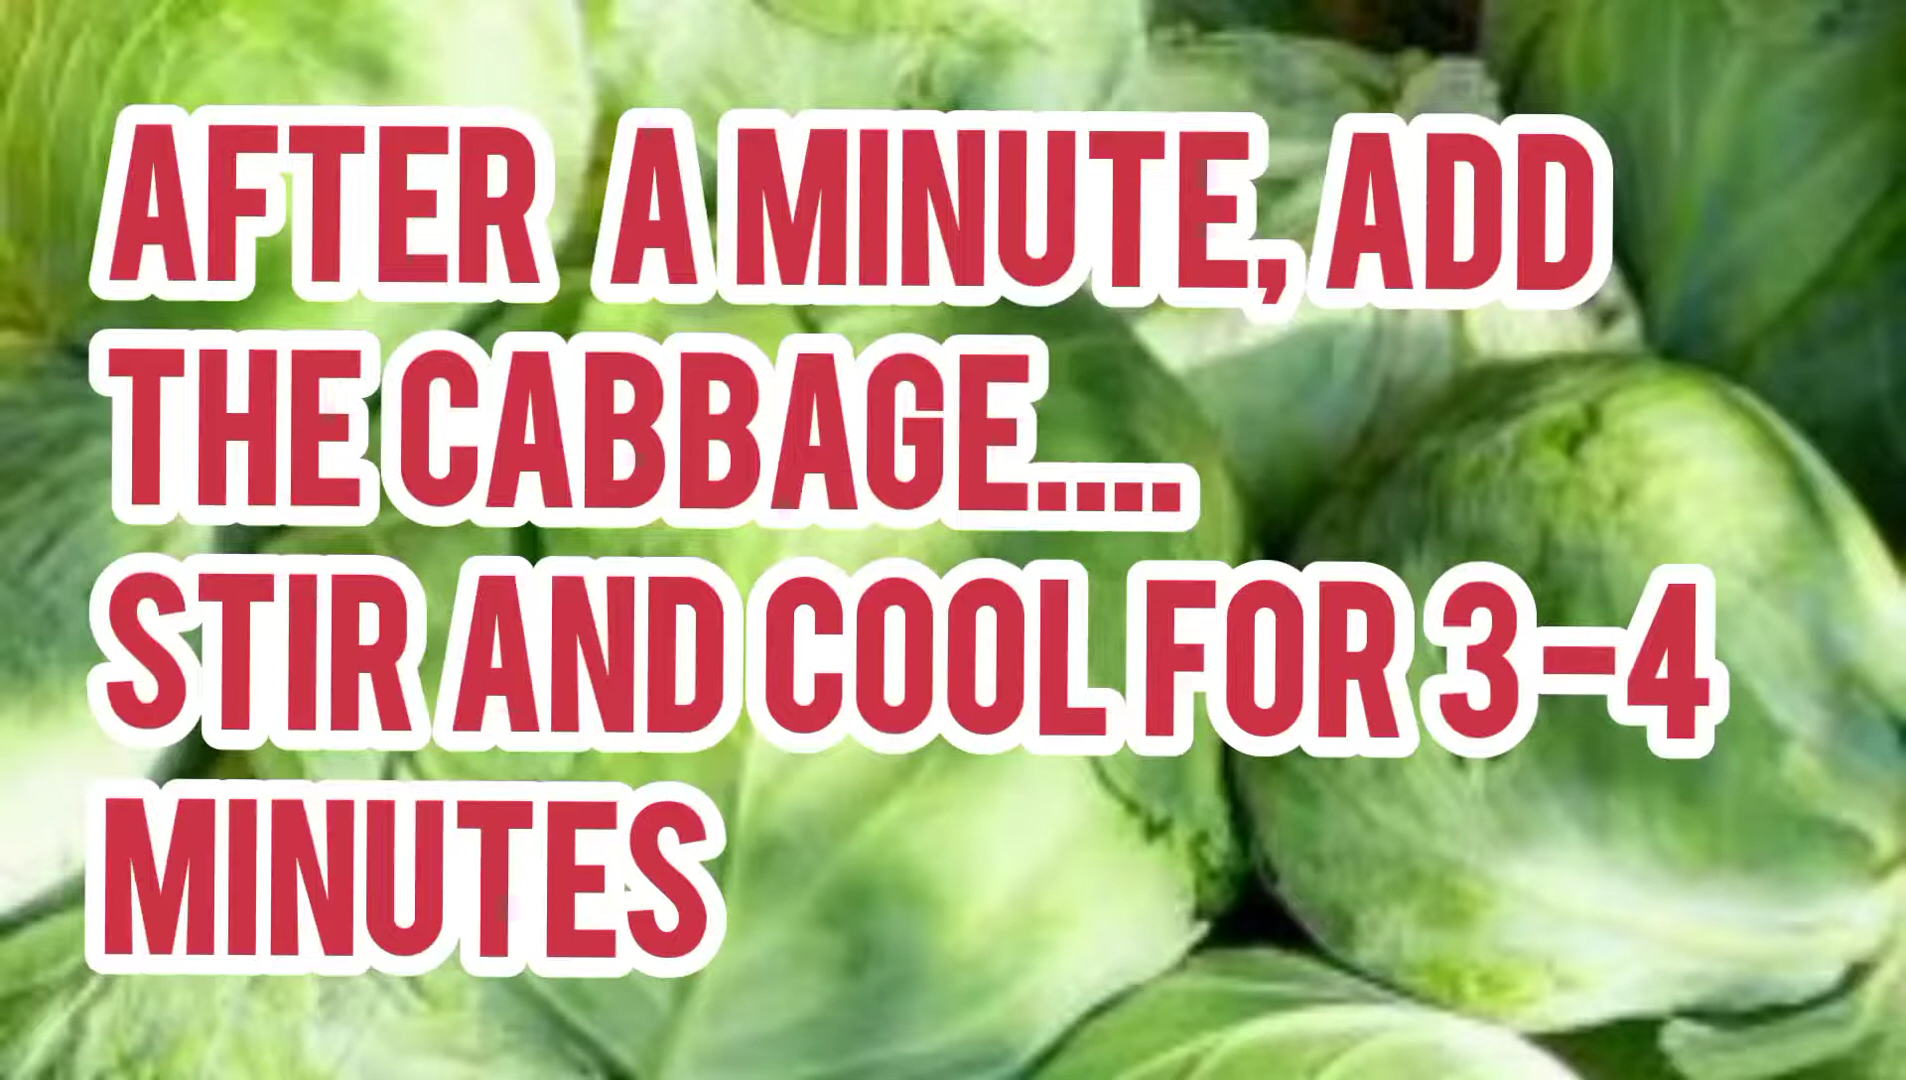 AFTER A MINUTE, ADD
THE CABBAGE....
STIR AND COOL FOR 3-4
MINUTES